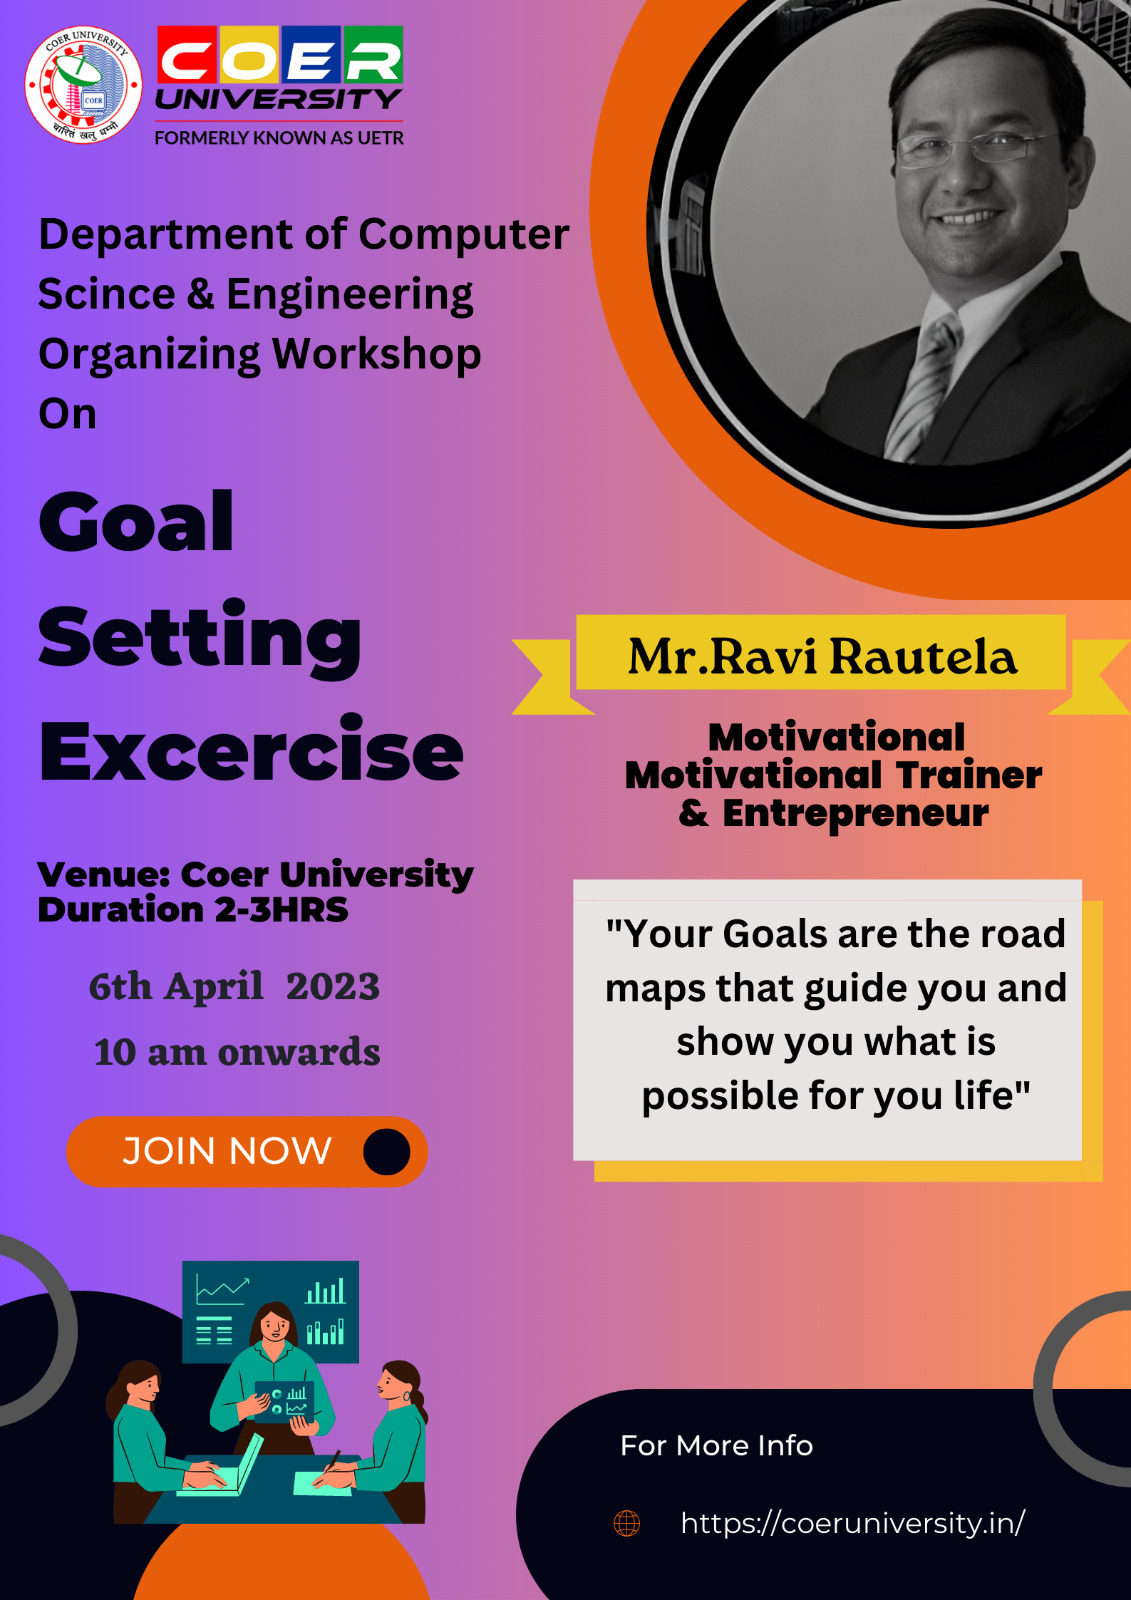 COER UNIVERSITY
COER
चारित्तं खलु धम्मो
COER
UNIVERSITY
FORMERLY KNOWN AS UETR
Department of Computer
Scince & Engineering
Organizing Workshop
On
Goal
Setting
Excercise
Venue: Coer University
Duration 2-3HRS
6th April 2023
10 am onwards
JOIN NOW
Mr.Ravi Rautela
Motivational
Motivational Trainer
& Entrepreneur
"Your Goals are the road
maps that guide you and
show you what is
possible for you life"
For More Info
https://coeruniversity.in/